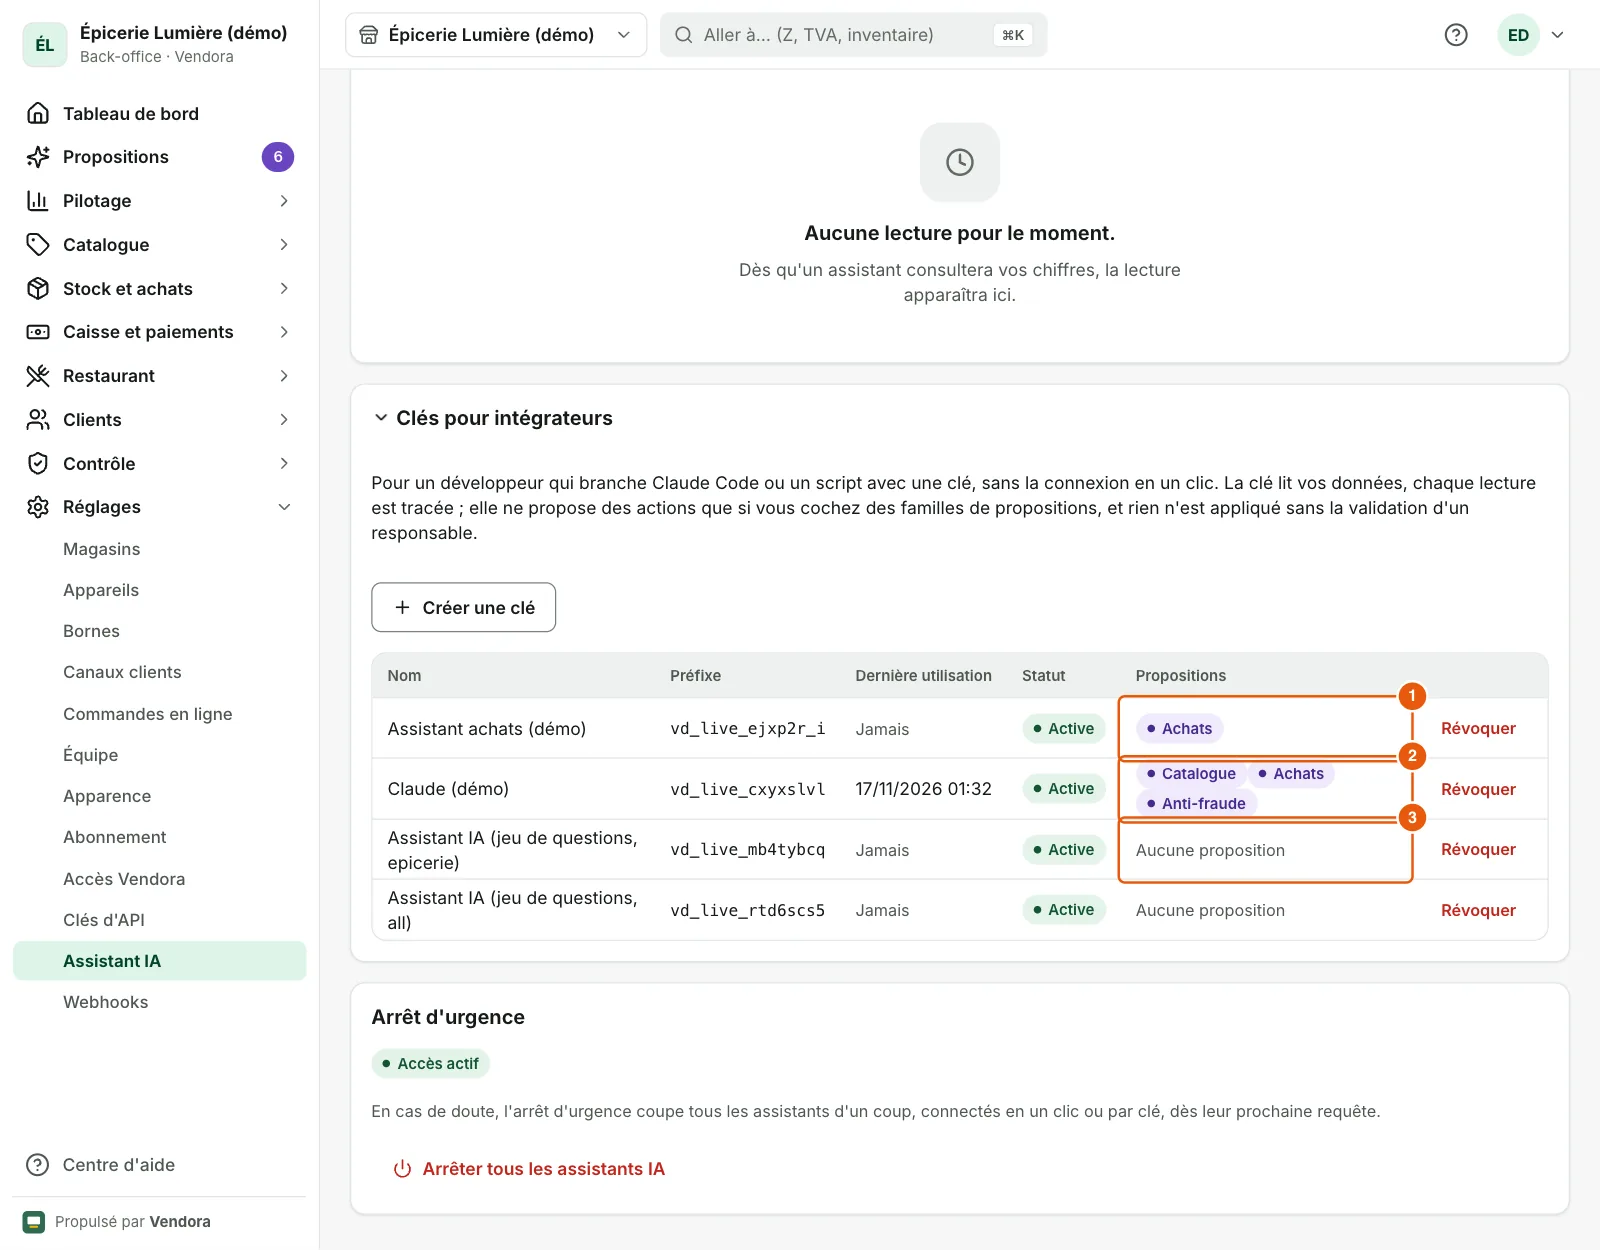 ÉL
Épicerie Lumière (démo)
Back-office · Vendora
Épicerie Lumière (démo)
Aller à... (Z, TVA, inventaire)
⌘K
ED
Tableau de bord
Propositions
6
Pilotage
Catalogue
Stock et achats
Caisse et paiements
Restaurant
Clients
Contrôle
Réglages
Magasins
Appareils
Bornes
Canaux clients
Commandes en ligne
Équipe
Apparence
Abonnement
Accès Vendora
Clés d'API
Assistant IA
Webhooks
Centre d'aide
Propulsé par Vendora
Aucune lecture pour le moment.
Dès qu'un assistant consultera vos chiffres, la lecture
apparaîtra ici.
Clés pour intégrateurs
Pour un développeur qui branche Claude Code ou un script avec une clé, sans la connexion en un clic. La clé lit vos données, chaque lecture
est tracée ; elle ne propose des actions que si vous cochez des familles de propositions, et rien n'est appliqué sans la validation d'un
responsable.
+ Créer une clé
Nom Préfixe Dernière utilisation Statut Propositions
1
Assistant achats (démo) vd_live_ejxp2r_i Jamais Active Achats Révoquer
2
Claude (démo) vd_live_cxyxslvl 17/11/2026 01:32 Active Catalogue Achats Révoquer
Anti-fraude
3
Assistant IA (jeu de questions,
epicerie) vd_live_mb4tybcq Jamais Active Aucune proposition Révoquer
Assistant IA (jeu de questions,
all) vd_live_rtd6scs5 Jamais Active Aucune proposition Révoquer
Arrêt d'urgence
Accès actif
En cas de doute, l'arrêt d'urgence coupe tous les assistants d'un coup, connectés en un clic ou par clé, dès leur prochaine requête.
Arrêter tous les assistants IA